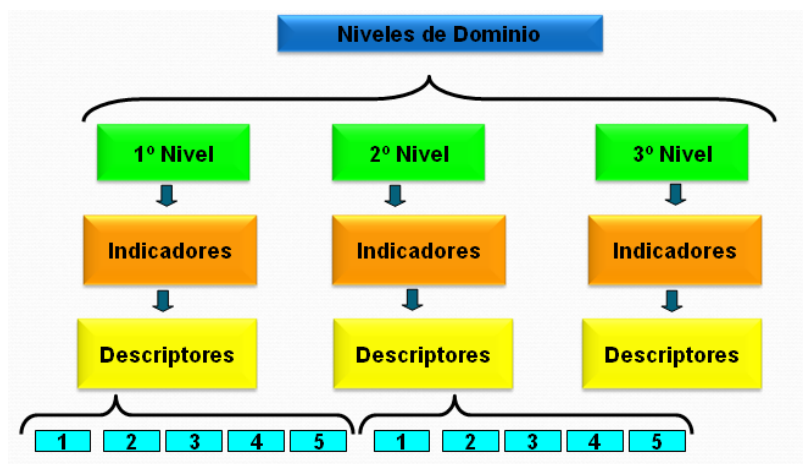 Niveles de Dominio
1º Nivel
2º Nivel
3º Nivel
Indicadores
Indicadores
Indicadores
Descriptores
Descriptores
Descriptores
1 2 3 4 5 1 2 3 4 5